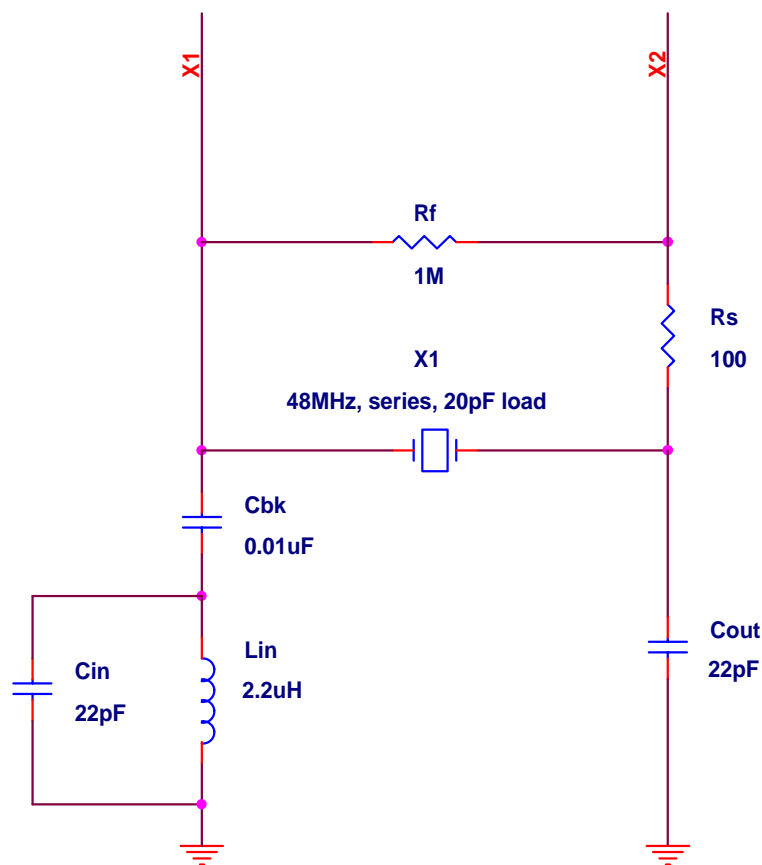 X1
X2
Rf
1M
Rs
100
X1
48MHz, series, 20pF load
Cbk
0.01uF
Lin
2.2uH
Cin
22pF
Cout
22pF